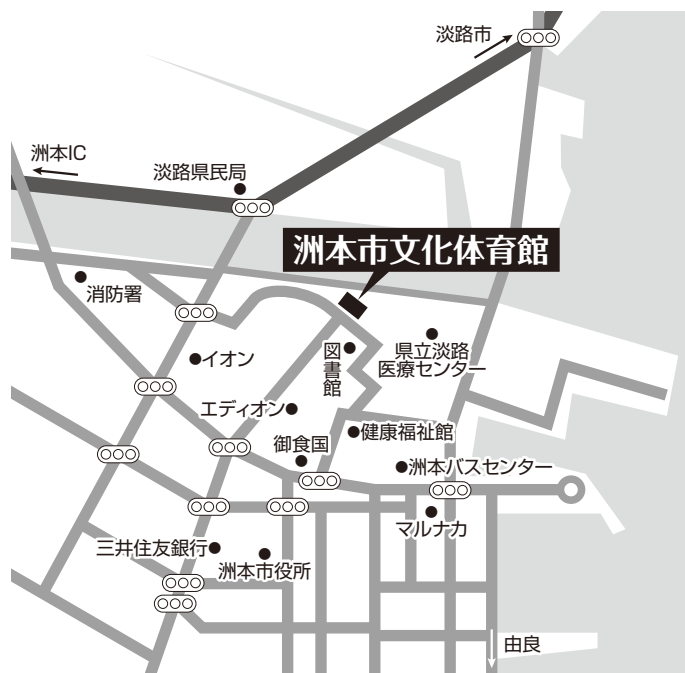 淡路市
洲本IC
淡路県民局
洲本市文化体育館
消防署
イオン
図書館
県立淡路
医療センター
エディオン
健康福祉館
御食国
洲本バスセンター
マルナカ
三井住友銀行
洲本市役所
由良